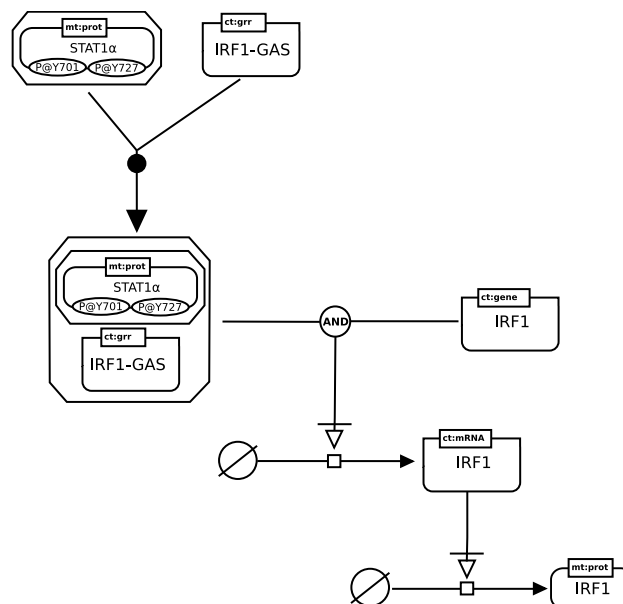 mt:prot
STAT1α
P@Y701 P@Y727
ct:grr
IRF1-GAS
mt:prot
STAT1α
P@Y701 P@Y727
ct:grr
IRF1-GAS
AND
ct:gene
IRF1
ct:mRNA
IRF1
mt:prot
IRF1